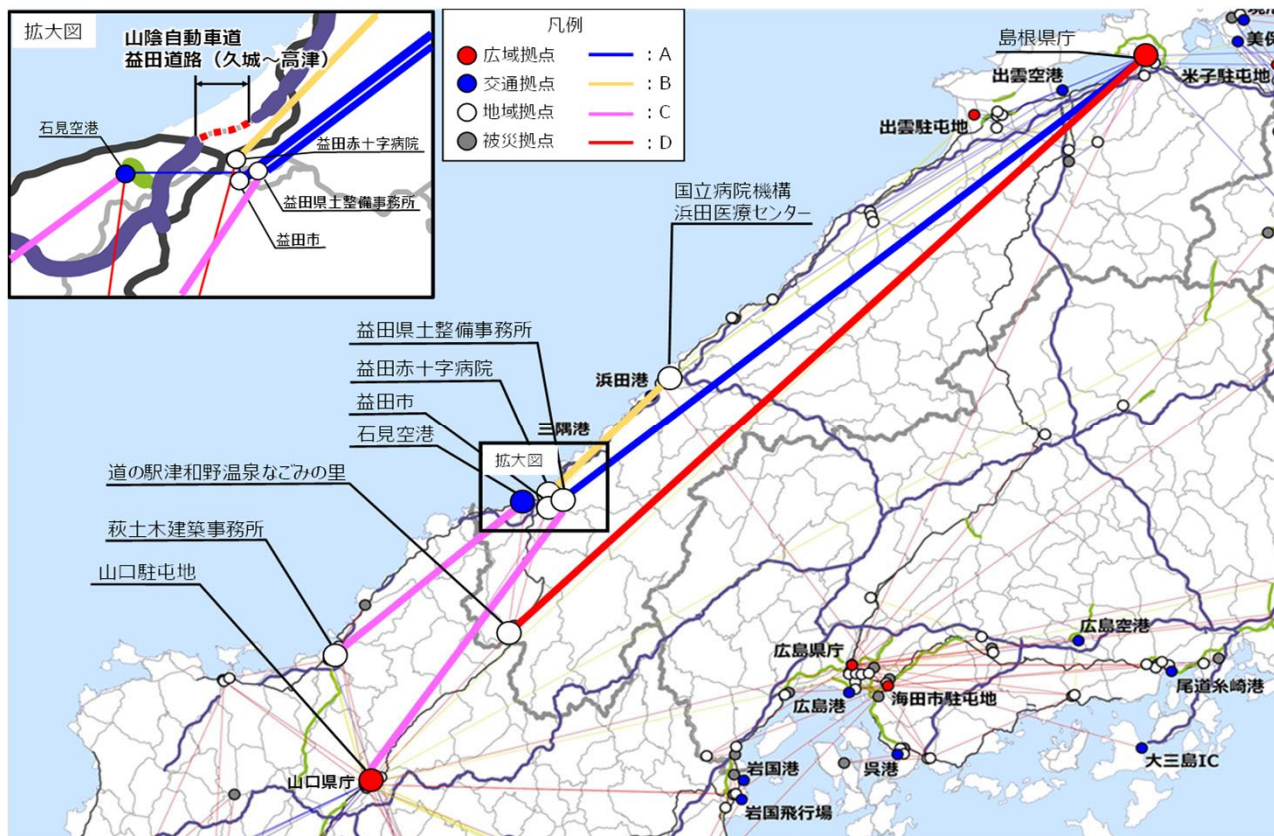 拡大図
山陰自動車道
益田道路（久城～高津）
石見空港
益田赤十字病院
益田県土整備事務所
益田市
凡例
広域拠点
：A
交通拠点
：B
地域拠点
：C
被災拠点
：D
島根県庁
美保
出雲空港
米子駐屯地
出雲駐屯地
国立病院機構
浜田医療センター
益田県土整備事務所
益田赤十字病院
浜田港
益田市
三隅港
石見空港
拡大図
道の駅津和野温泉なごみの里
萩土木建築事務所
山口駐屯地
広島空港
広島県庁
尾道糸崎港
広島港
海田市駐屯地
山口県庁
岩国港
呉港
大三島IC
岩国飛行場